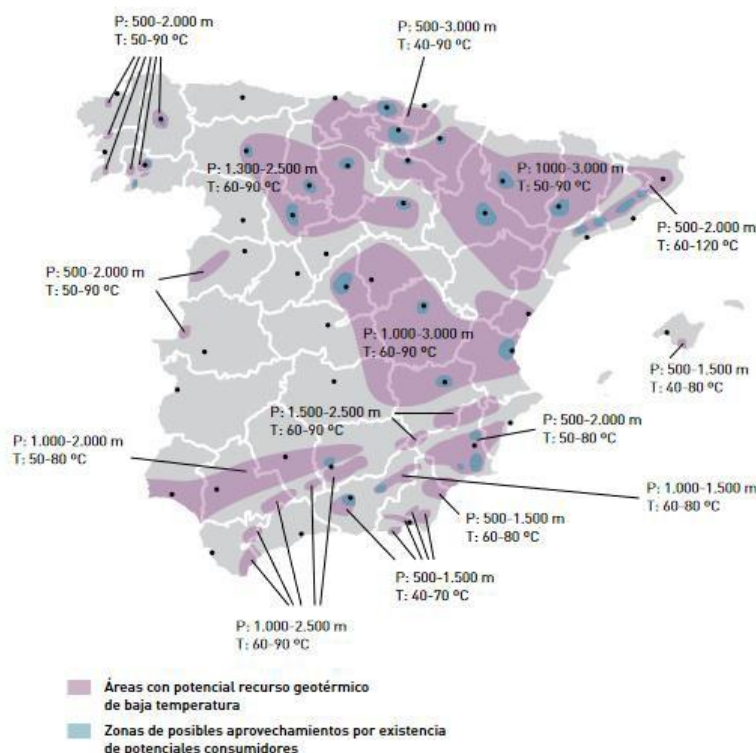 P: 500-2.000 m
T: 50-90 ºC
P: 500-3.000 m
T: 40-90 ºC
P: 1.300-2.500 m
T: 60-90 ºC
P: 1000-3.000 m
T: 50-90 ºC
P: 500-2.000 m
T: 60-120 ºC
P: 500-2.000 m
T: 50-90 ºC
P: 1.000-3.000 m
T: 60-90 ºC
P: 500-1.500 m
T: 40-80 ºC
P: 1.500-2.500 m
T: 60-90 ºC
P: 500-2.000 m
T: 50-80 ºC
P: 1.000-2.000 m
T: 50-80 ºC
P: 1.000-1.500 m
T: 60-80 ºC
P: 500-1.500 m
T: 60-80 ºC
P: 500-1.500 m
T: 40-70 ºC
P: 1.000-2.500 m
T: 60-90 ºC
Áreas con potencial recurso geotérmico
de baja temperatura
Zonas de posibles aprovechamientos por existencia
de potenciales consumidores